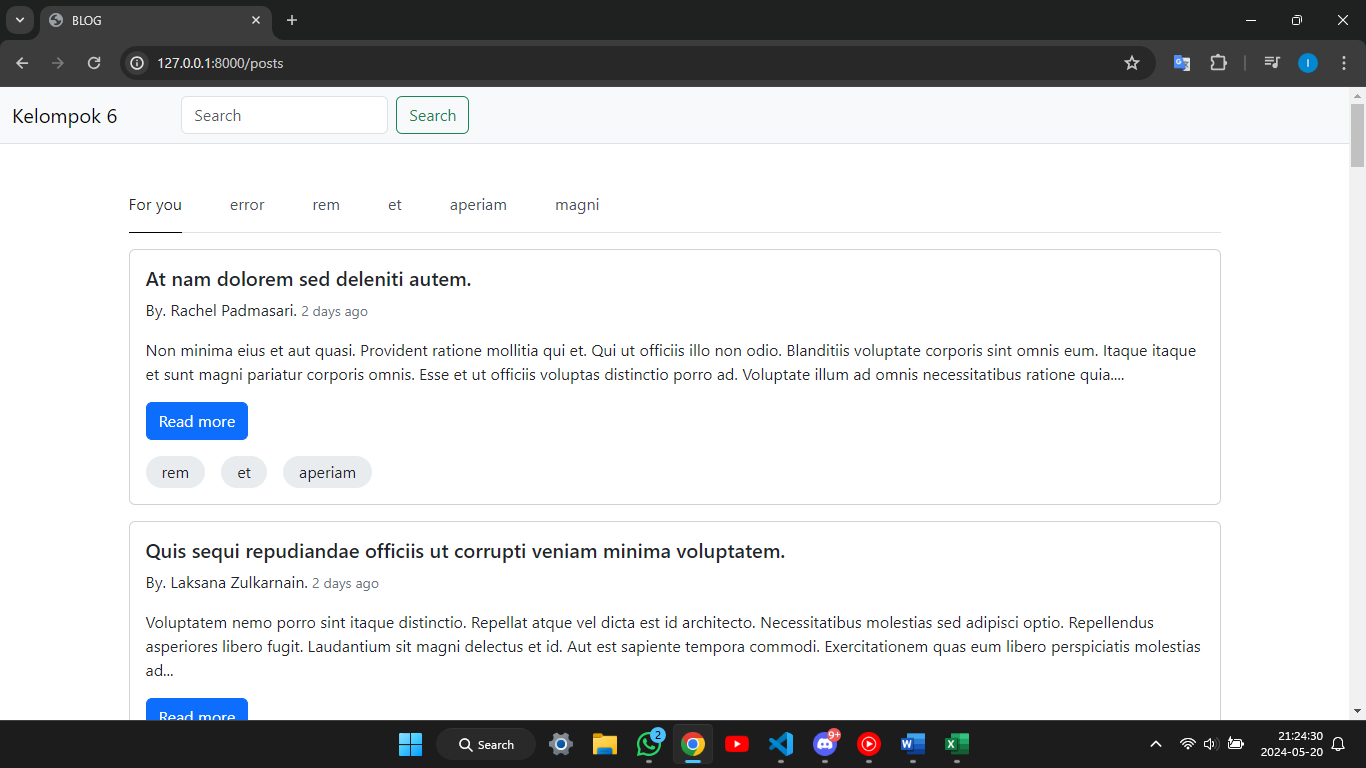 BLOG
127.0.0.1:8000/posts
I
Kelompok 6
Search
Search
For you error rem et aperiam magni
At nam dolorem sed deleniti autem.
By. Rachel Padmasari. 2 days ago
Non minima eius et aut quasi. Provident ratione mollitia qui et. Qui ut officiis illo non odio. Blanditiis voluptate corporis sint omnis eum. Itaque itaque
et sunt magni pariatur corporis omnis. Esse et ut officiis voluptas distinctio porro ad. Voluptate illum ad omnis necessitatibus ratione quia....
Read more
rem et aperiam
Quis sequi repudiandae officiis ut corrupti veniam minima voluptatem.
By. Laksana Zulkarnain. 2 days ago
Voluptatem nemo porro sint itaque distinctio. Repellat atque vel dicta est id architecto. Necessitatibus molestias sed adipisci optio. Repellendus
asperiores libero fugit. Laudantium sit magni delectus et id. Aut est sapiente tempora commodi. Exercitationem quas eum libero perspiciatis molestias
ad...
Read more
Search
2
9+
21:24:30
2024-05-20